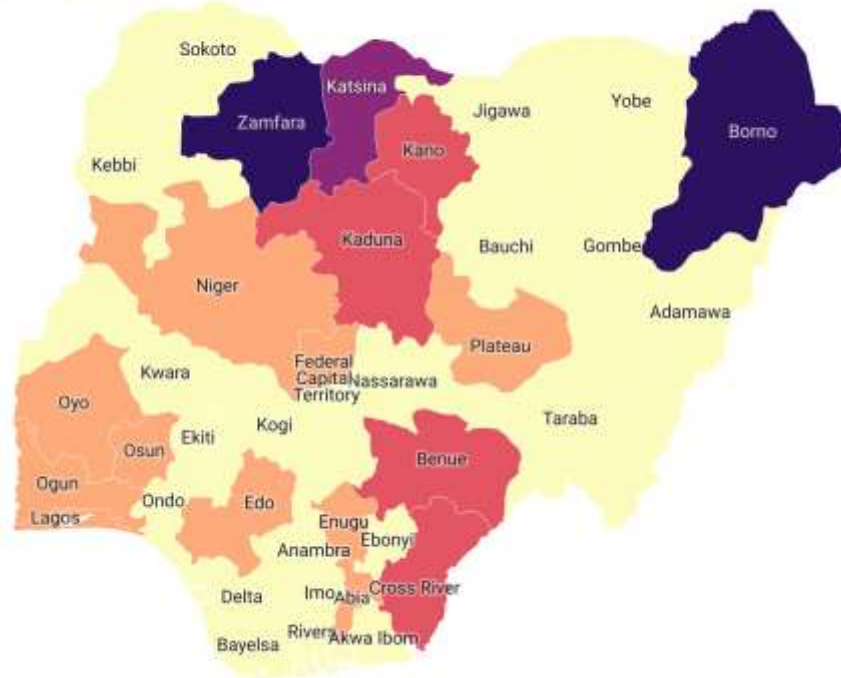 Sokoto
Katsina
Zamfara
Jigawa
Yobe
Borno
Kano
Kebbi
Kaduna
Bauchi
Gombe
Niger
Adamawa
Plateau
Federal
Capital
Territory
Nassarawa
Kwara
Oyo
Taraba
Kogi
Ekiti
Osun
Benue
Ogun
Ondo
Edo
Lagos
Enugu
Ebonyi
Anambra
Cross River
Imo
Abia
Delta
Rivers
Akwa Ibom
Bayelsa